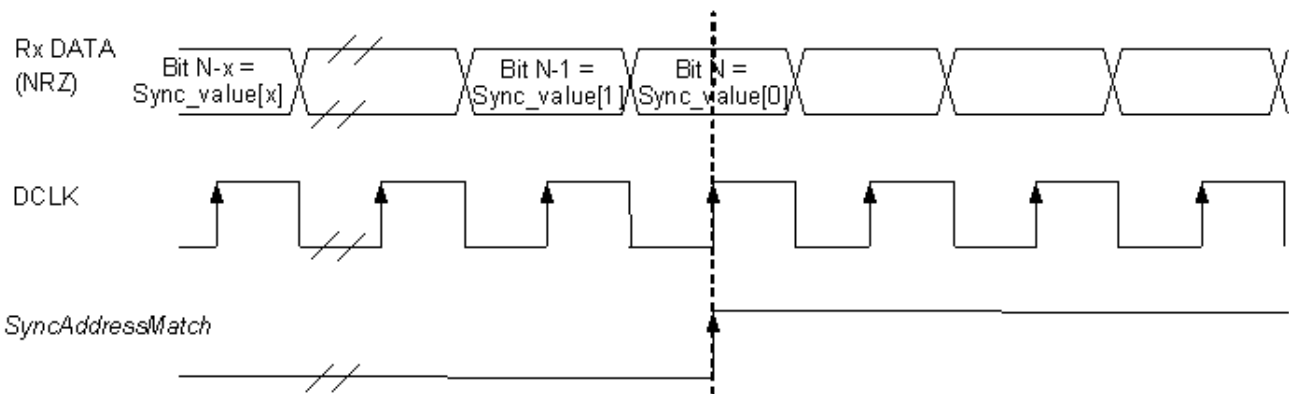 Rx DATA
(NRZ)
Bit N-x =
Sync_value[x]
Bit N-1 =
Sync_value[1]
Bit N =
Sync_value[0]
DCLK
SyncAddressMatch